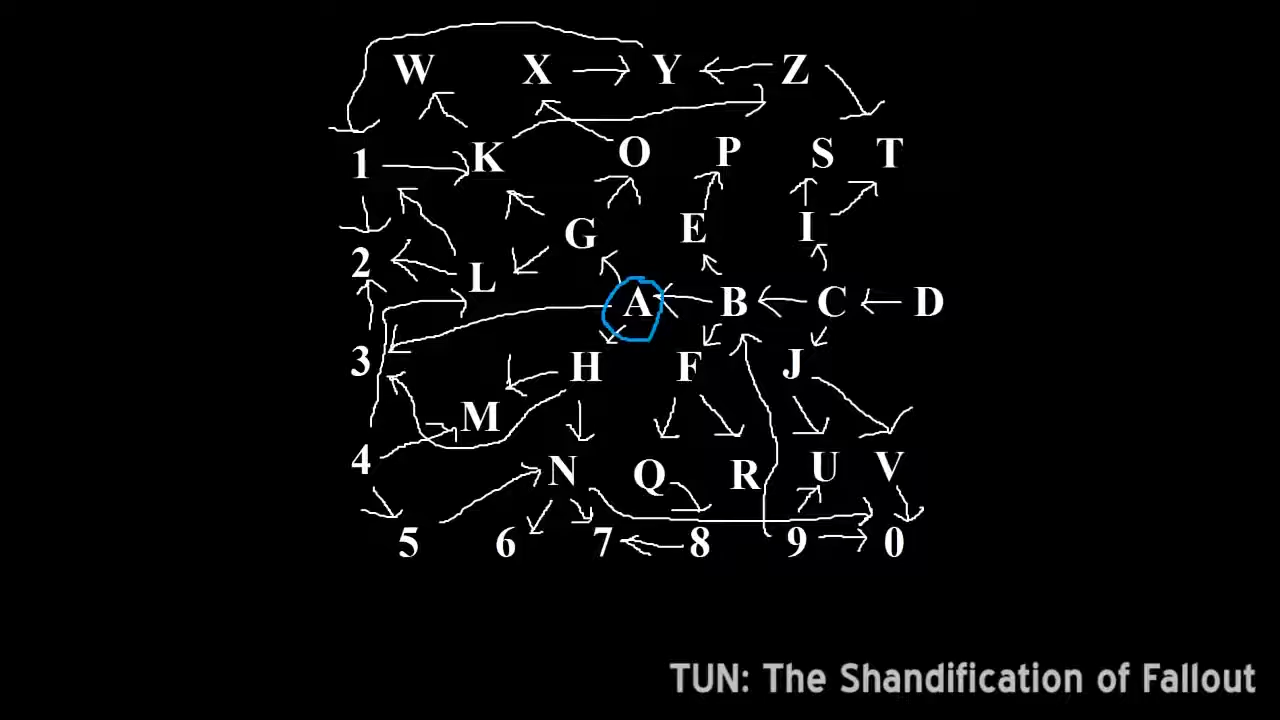 W X Y Z
1 K O P S T
G E I
2 L
A B C D
3 H F J
M
4 N Q R U V
5 6 7 8 9 0
TUN: The Shandification of Fallout